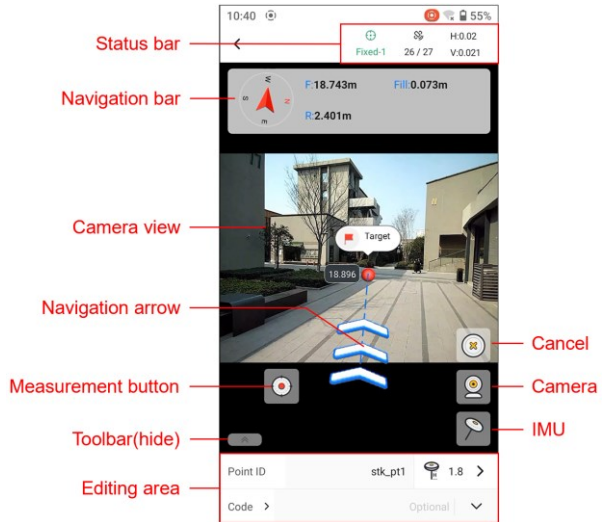 10:40 55%
Status bar
Fixed-1 26 / 27 H:0.02 V:0.021
Navigation bar
W N E S
F:18.743m Fill:0.073m
R:2.401m
Camera view
Target
18.896
Navigation arrow
Cancel
Measurement button
Camera
Toolbar(hide)
IMU
Point ID stk_pt1 1.8
Editing area
Code Optional